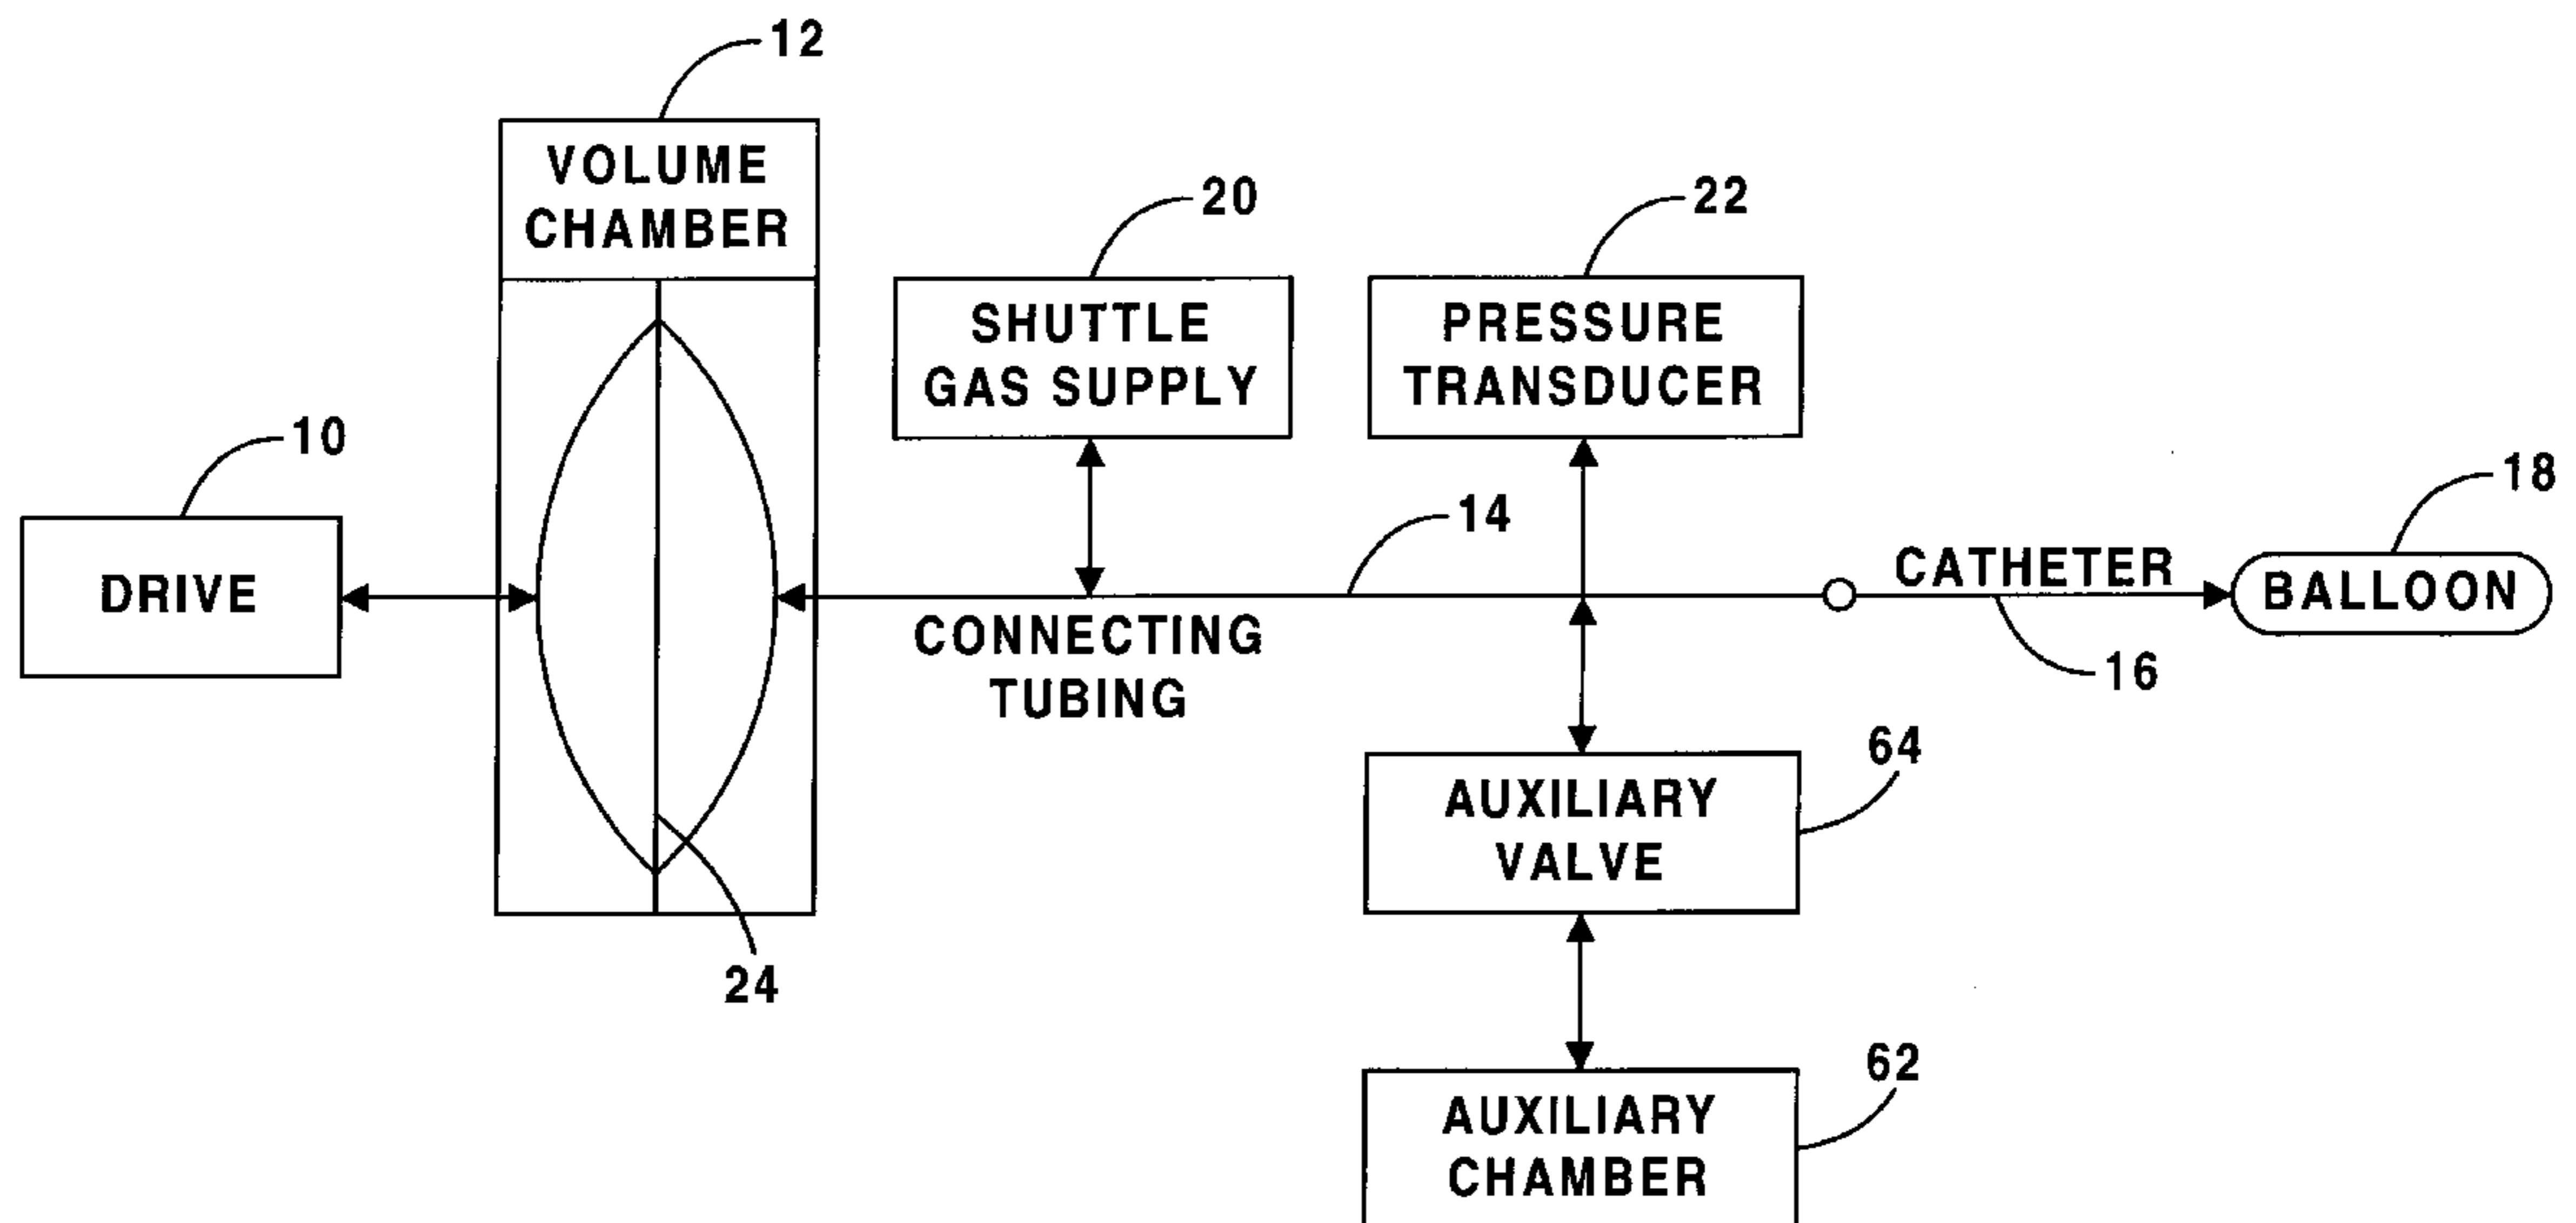 12
VOLUME
CHAMBER
20
22
SHUTTLE
GAS SUPPLY
PRESSURE
TRANSDUCER
10
18
14
DRIVE
CATHETER
BALLOON
CONNECTING
TUBING
16
64
AUXILIARY
VALVE
24
62
AUXILIARY
CHAMBER